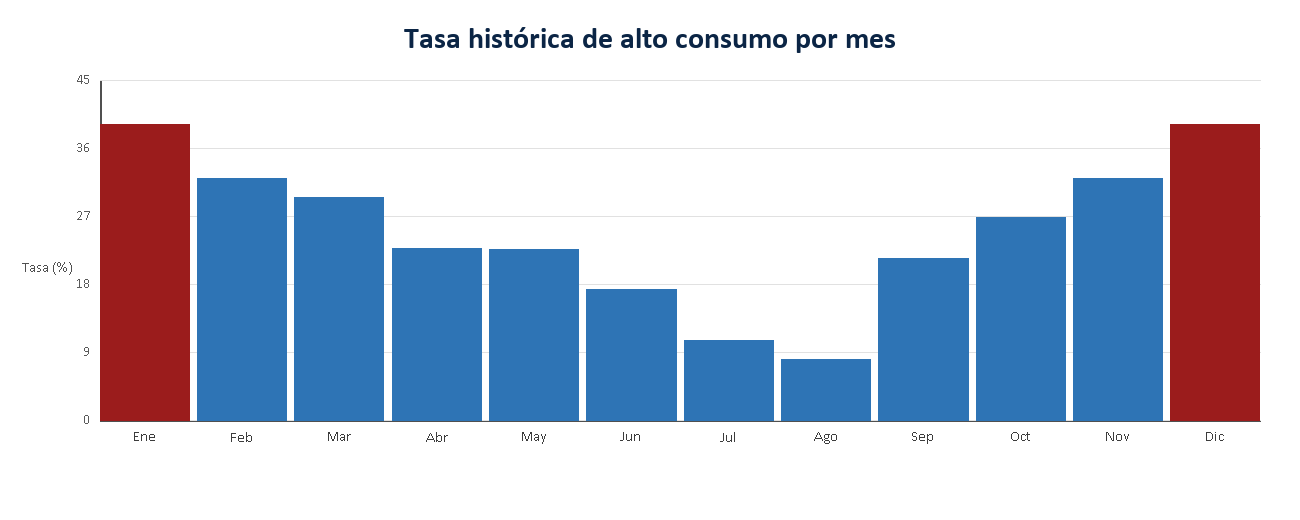 Tasa histórica de alto consumo por mes
45
36
27
Tasa (%)
18
9
0
Ene Feb Mar Abr May Jun Jul Ago Sep Oct Nov Dic